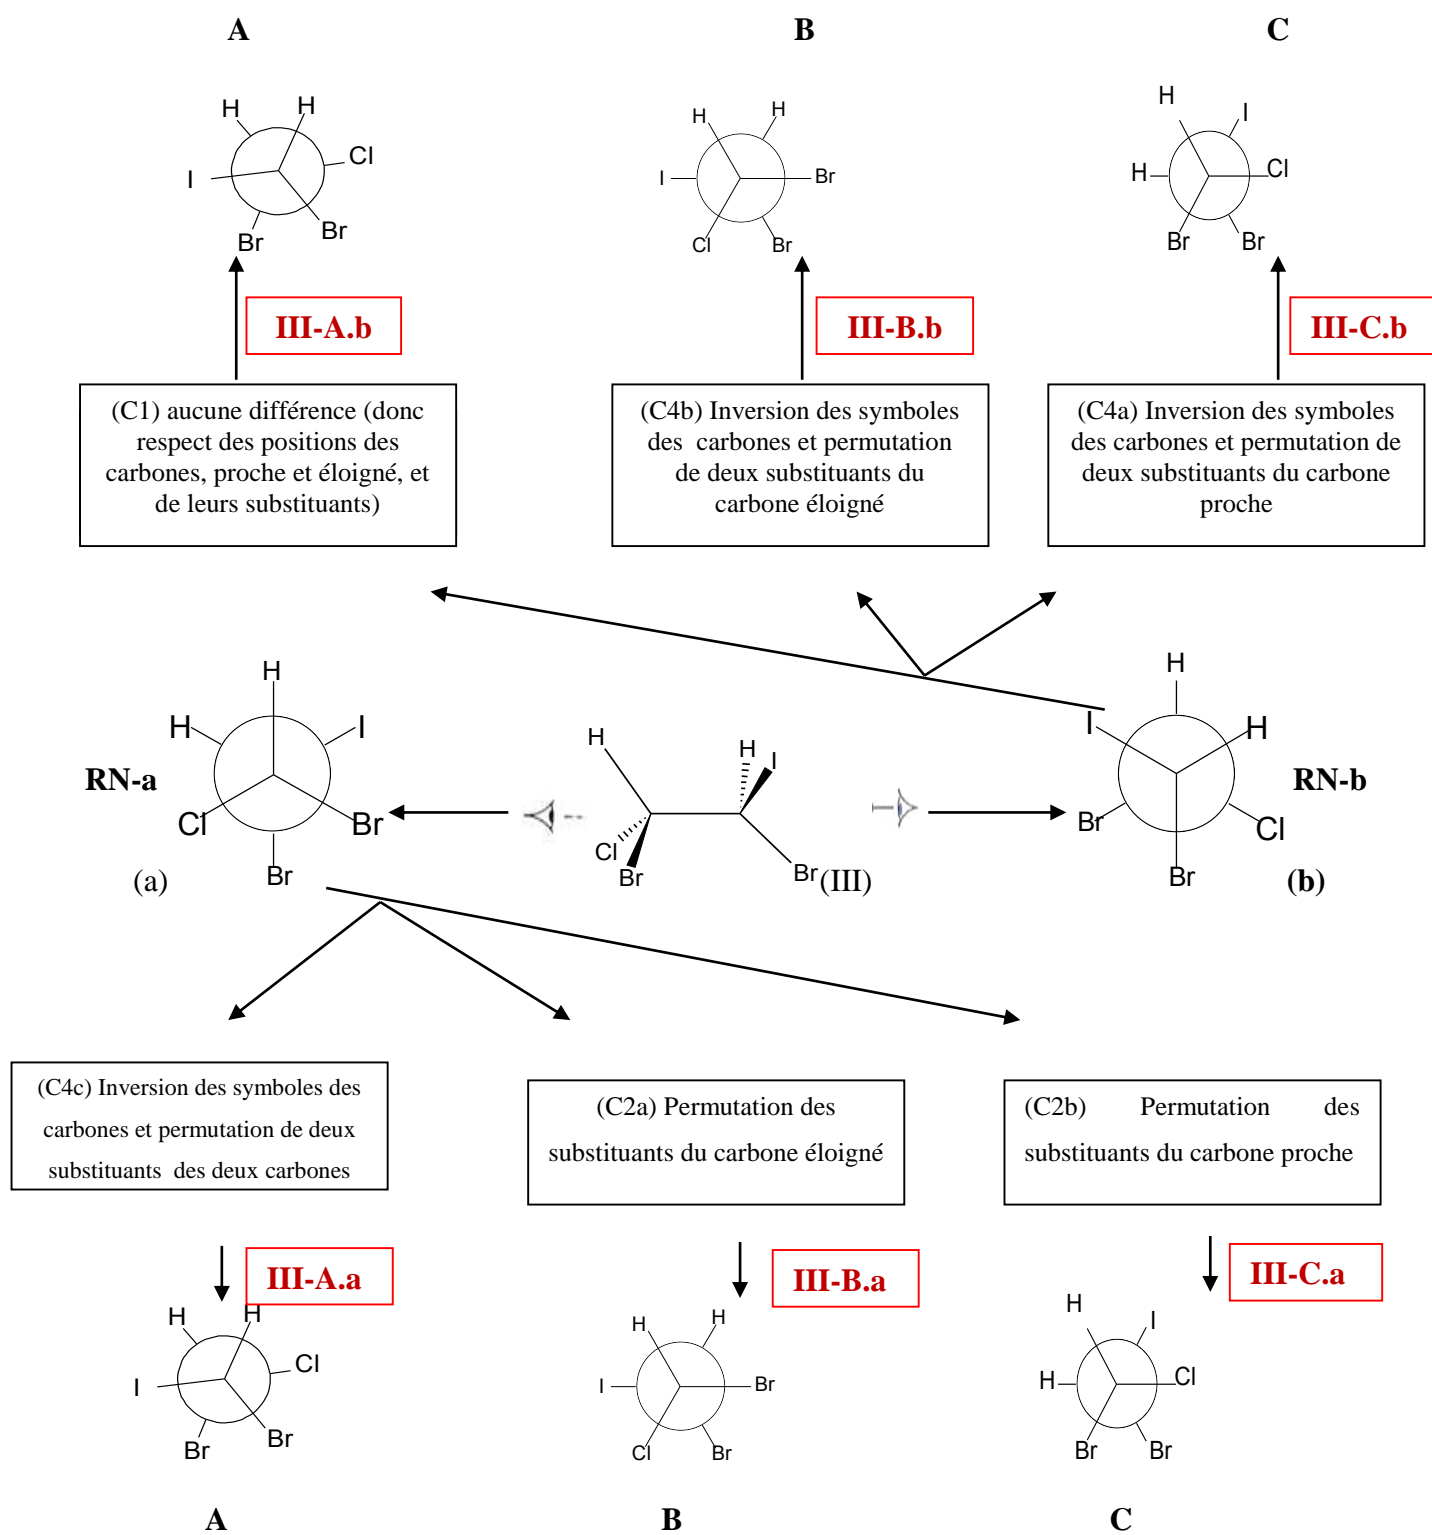 A B C
H H
I Cl
Br Br
H H
I Br
Cl Br
H I
H Cl
Br Br
III-A.b
III-B.b
III-C.b
(C1) aucune différence (donc
respect des positions des
carbones, proche et éloigné, et
de leurs substituants)
(C4b) Inversion des symboles
des carbones et permutation
de deux substituants du
carbone éloigné
(C4a) Inversion des symboles
des carbones et permutation de
deux substituants du carbone
proche
H
H I
RN-a
Cl Br
Br
(a)
H H I
Cl
Br Br (III)
H
I H
RN-b
Br Cl
Br
(b)
(C4c) Inversion des symboles des
carbones et permutation de deux
substituants des deux carbones
(C2a) Permutation des
substituants du carbone éloigné
(C2b) Permutation des
substituants du carbone proche
III-A.a
III-B.a
III-C.a
H H
I Cl
Br Br
H H
I Br
Cl Br
H I
H Cl
Br Br
A B C